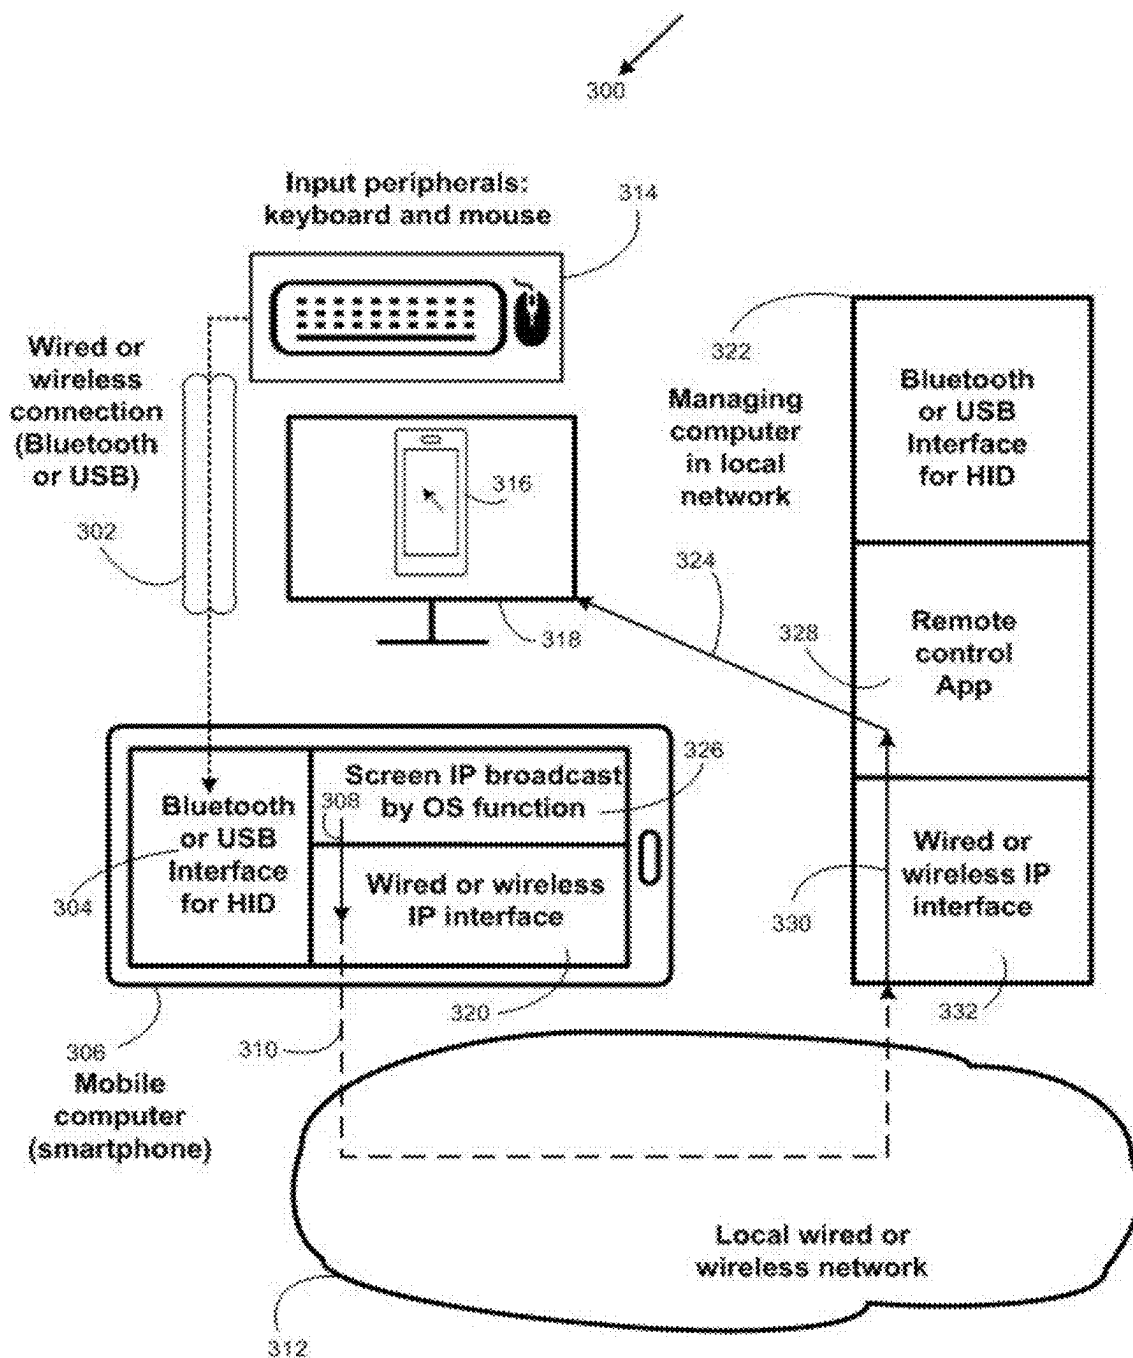 300
Input peripherals:
keyboard and mouse
314
Wired or
wireless
connection
(Bluetooth
or USB)
302
322
Managing
computer
in local
network
Bluetooth
or USB
Interface
for HID
316
318
324
328
Remote
control
App
326
Screen IP broadcast
by OS function
308
Bluetooth
or USB
Interface
for HID
304
Wired or wireless
IP interface
Wired or
wireless IP
interface
330
332
320
306
310
Mobile
computer
(smartphone)
Local wired or
wireless network
312